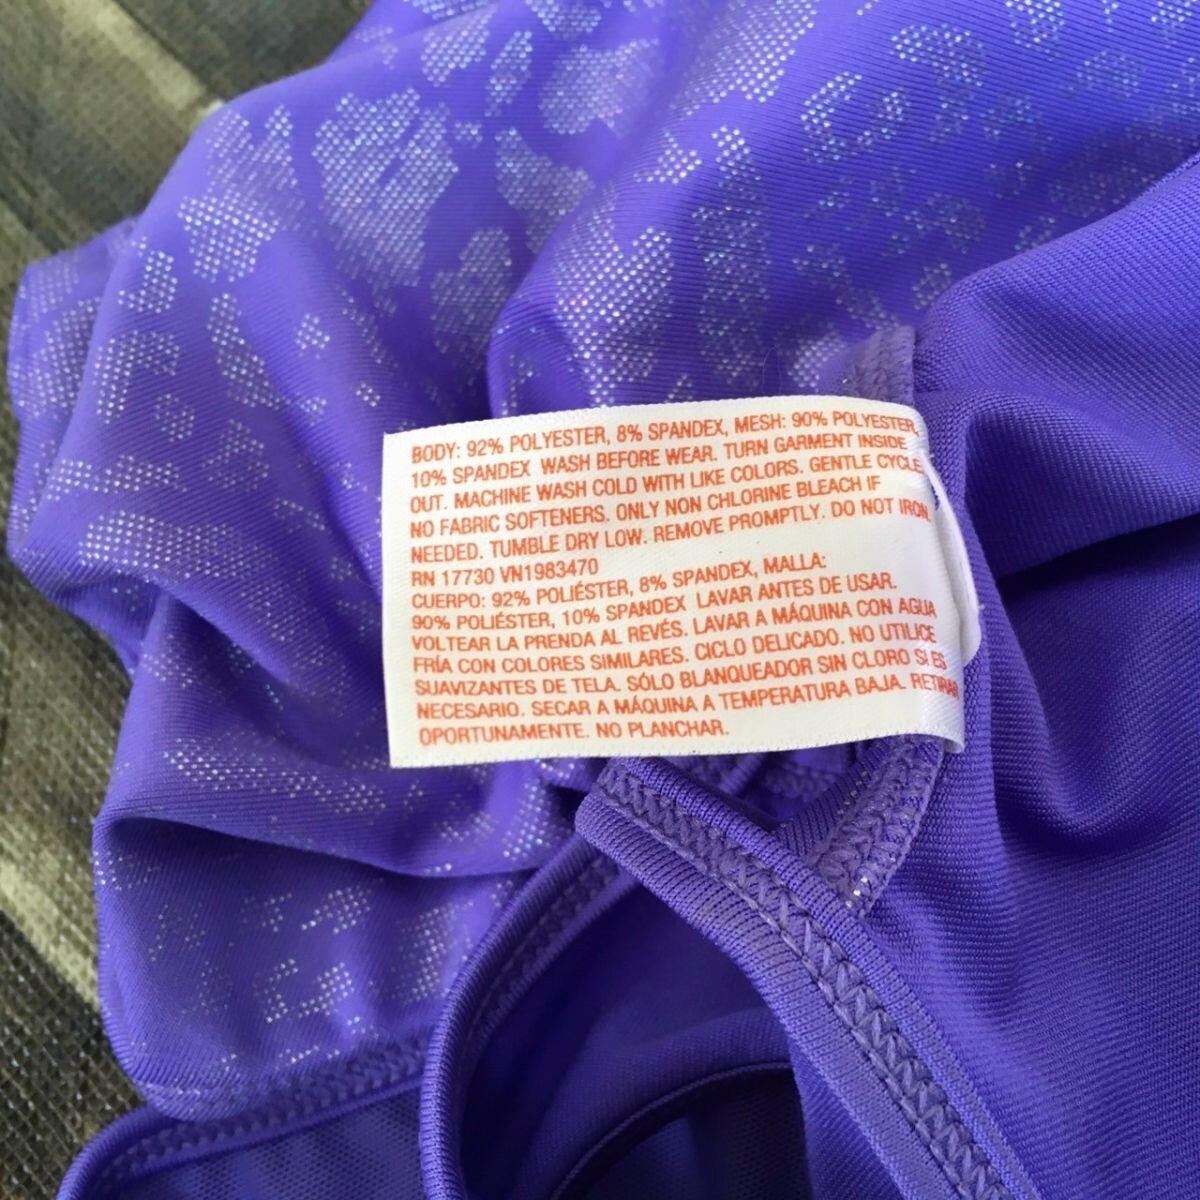 BODY: 92% POLYESTER, 8% SPANDEX, MESH: 90% POLYESTER,
10% SPANDEX WASH BEFORE WEAR. TURN GARMENT INSIDE
OUT. MACHINE WASH COLD WITH LIKE COLORS. GENTLE CYCLE
NO FABRIC SOFTENERS. ONLY NON CHLORINE BLEACH IF
NEEDED. TUMBLE DRY LOW. REMOVE PROMPTLY. DO NOT IRON.
RN 17730 VN1983470
CUERPO: 92% POLIÉSTER, 8% SPANDEX, MALLA:
90% POLIÉSTER, 10% SPANDEX LAVAR ANTES DE USAR.
VOLTEAR LA PRENDA AL REVÉS. LAVAR A MÁQUINA CON AGUA
FRÍA CON COLORES SIMILARES. CICLO DELICADO. NO UTILICE
SUAVIZANTES DE TELA. SÓLO BLANQUEADOR SIN CLORO SI ES
NECESARIO. SECAR A MÁQUINA A TEMPERATURA BAJA. RETIRAR
OPORTUNAMENTE. NO PLANCHAR.